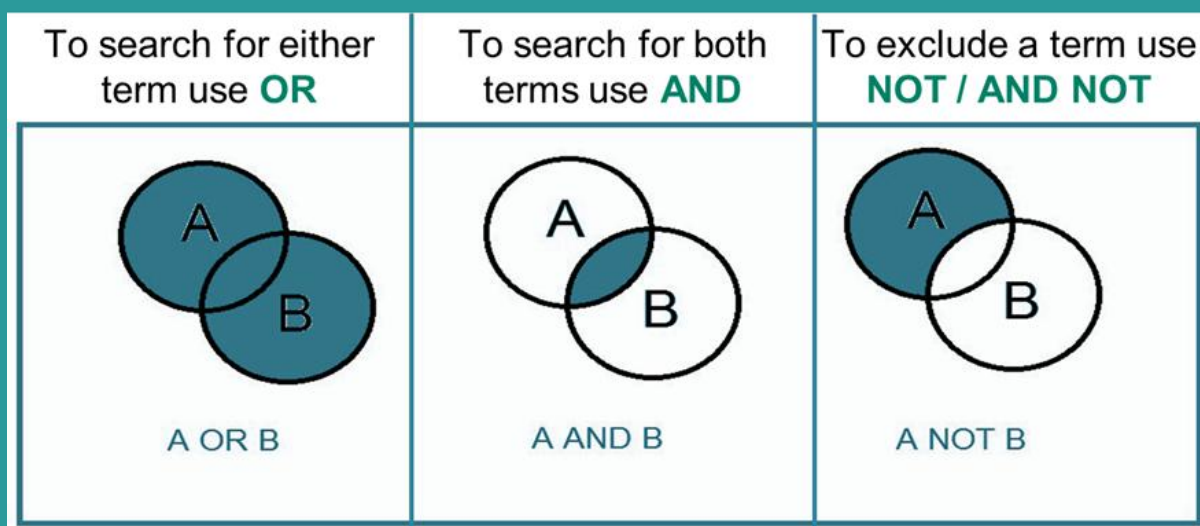 To search for either
term use OR
To search for both
terms use AND
To exclude a term use
NOT / AND NOT
A
B
A OR B
A
B
A AND B
A
B
A NOT B